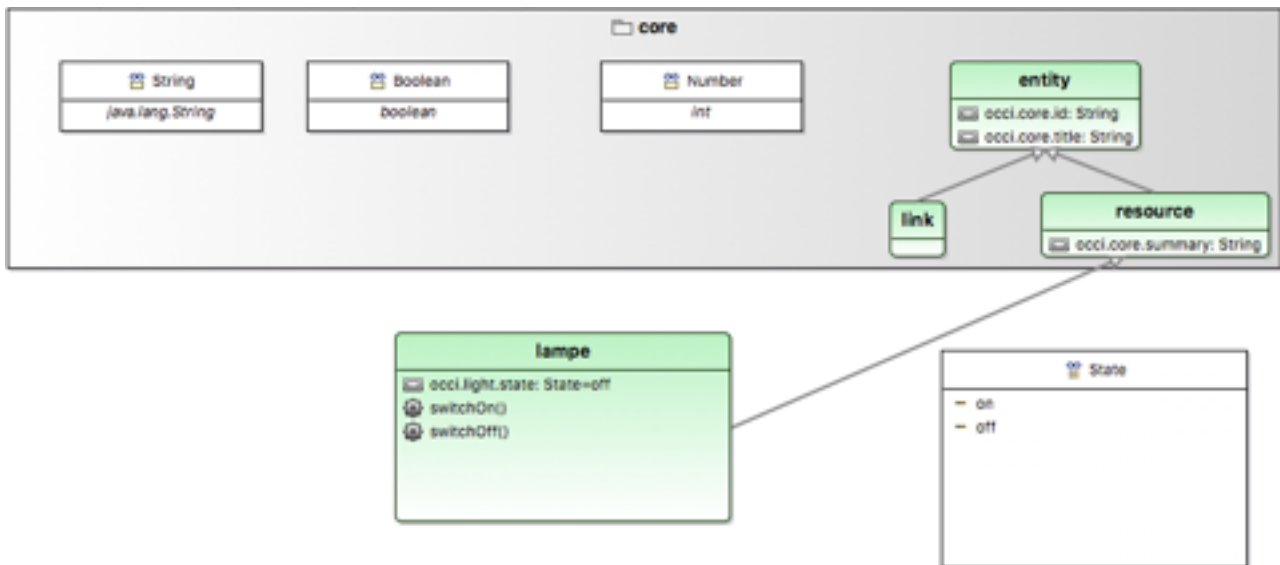 core
String
java.lang.String
Boolean
boolean
Number
int
entity
occi.core.id: String
occi.core.title: String
link
resource
occi.core.summary: String
lampe
occi.light.state: State=off
switchOn()
switchOff()
State
on
off